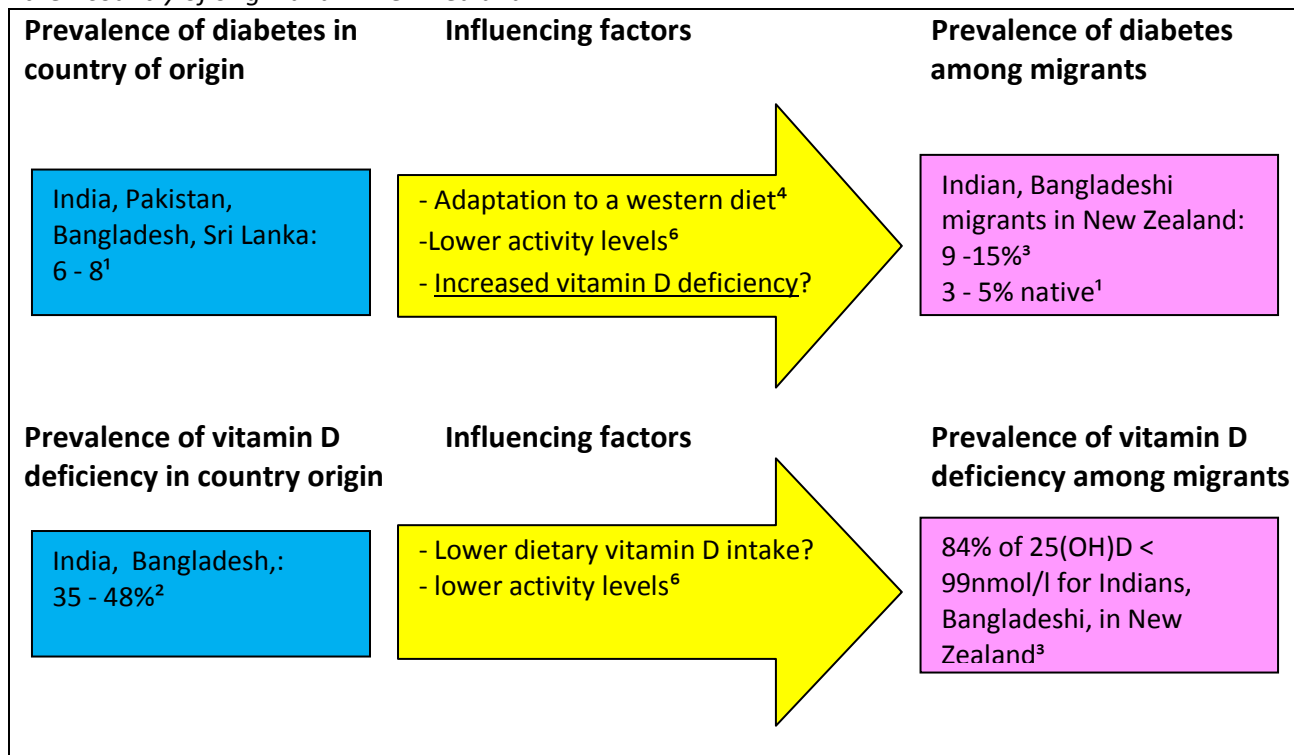 Prevalence of diabetes in
country of origin
Influencing factors
Prevalence of diabetes
among migrants
India, Pakistan,
Bangladesh, Sri Lanka:
6 - 8¹
- Adaptation to a western diet⁴
-Lower activity levels⁶
- Increased vitamin D deficiency?
Indian, Bangladeshi
migrants in New Zealand:
9 -15%³
3 - 5% native¹
Prevalence of vitamin D
deficiency in country origin
Influencing factors
Prevalence of vitamin D
deficiency among migrants
India,  Bangladesh,:
35 - 48%²
- Lower dietary vitamin D intake?
- lower activity levels⁶
84% of 25(OH)D <
99nmol/l for Indians,
Bangladeshi, in New
Zealand³